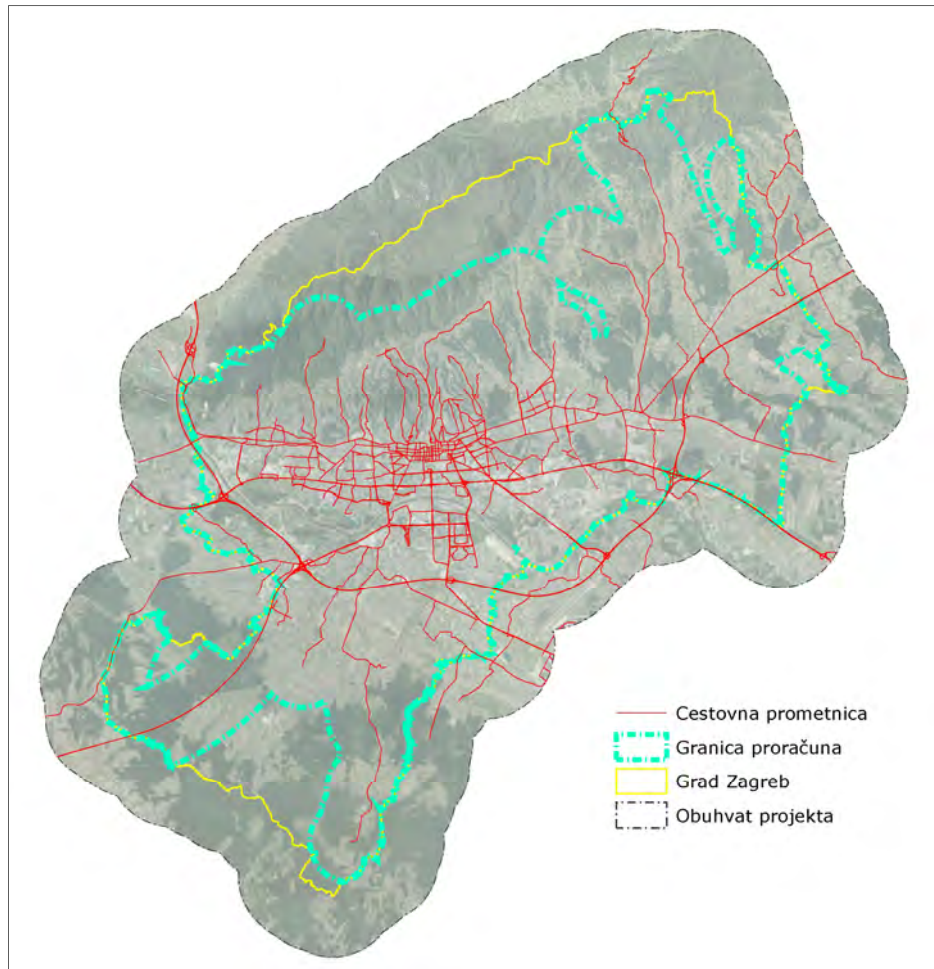 Cestovna prometnica
Granica proračuna
Grad Zagreb
Obuhvat projekta